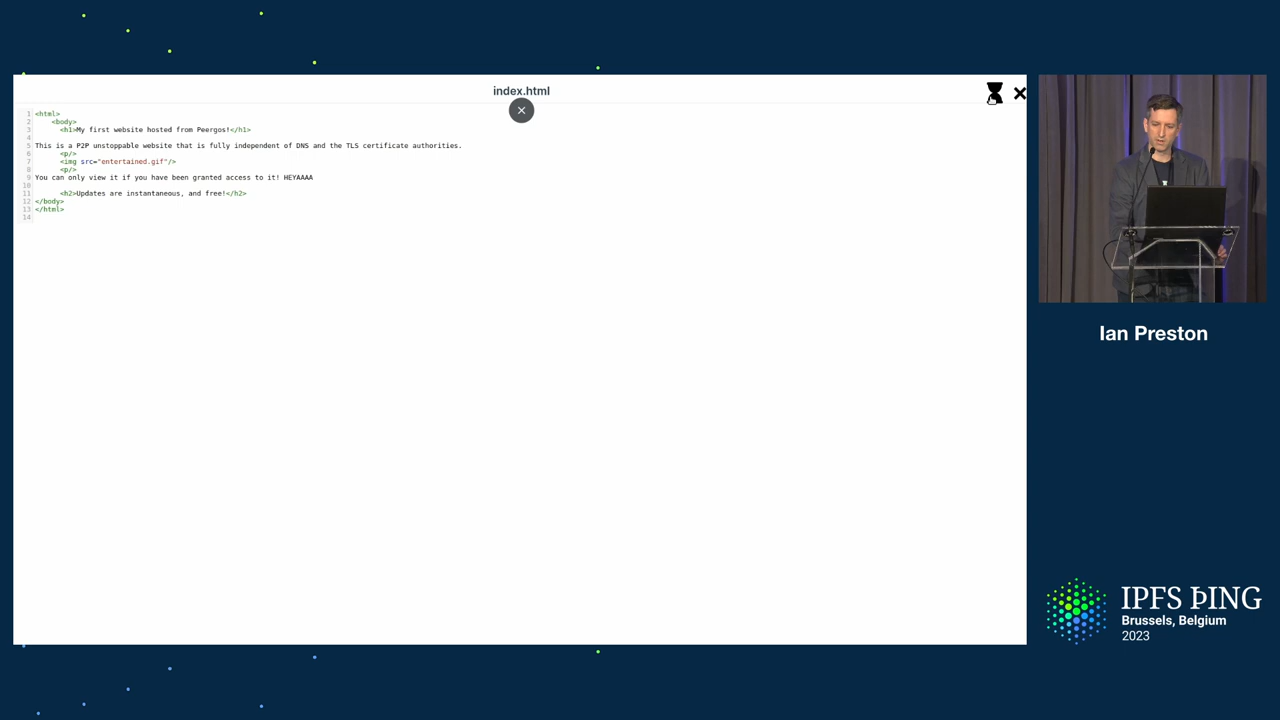 index.html
1 <html>
2 <body>
3 <h1>My first website hosted from Peergos!</h1>
4
5 This is a P2P unstoppable website that is fully independent of DNS and the TLS certificate authorities.
6 <p/>
7 <img src="entertained.gif"/>
8 <p/>
9 You can only view it if you have been granted access to it! HEYAAAA
10
11 <h2>Updates are instantaneous, and free!</h2>
12 </body>
13 </html>
14
Ian Preston
IPFS ÞING
Brussels, Belgium
2023